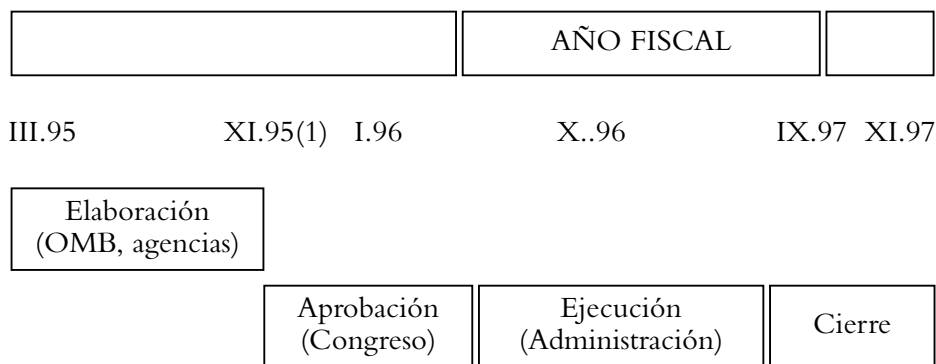 AÑO FISCAL
III.95 XI.95(1) I.96 X..96 IX.97 XI.97
Elaboración
(OMB, agencias)
Aprobación
(Congreso)
Ejecución
(Administración)
Cierre